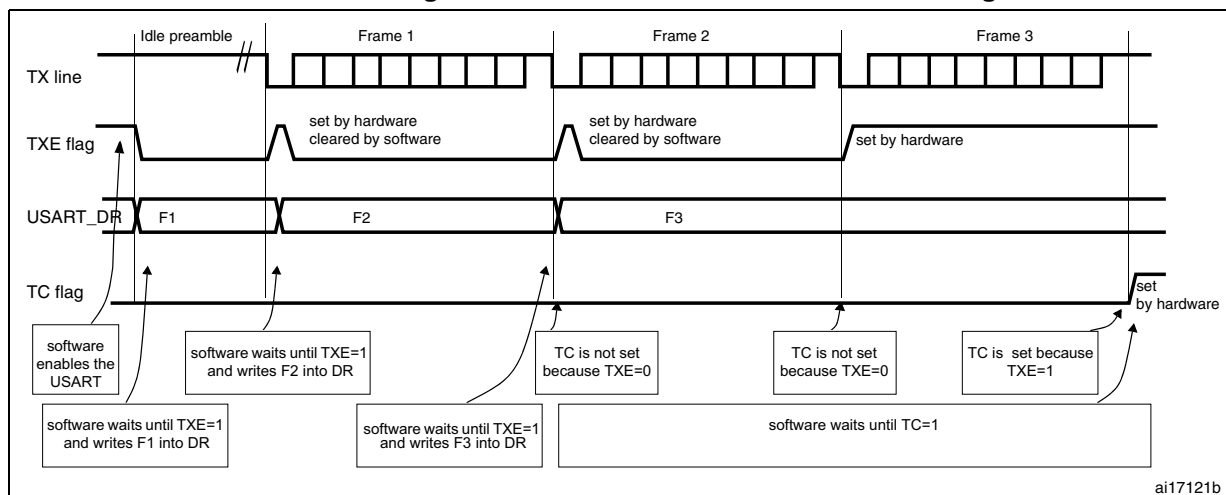 Idle preamble
Frame 1
Frame 2
Frame 3
TX line
TXE flag
set by hardware
cleared by software
set by hardware
cleared by software
set by hardware
USART_DR
F1
F2
F3
TC flag
set
by hardware
software
enables the
USART
software waits until TXE=1
and writes F2 into DR
TC is not set
because TXE=0
TC is not set
because TXE=0
TC is set because
TXE=1
software waits until TXE=1
and writes F1 into DR
software waits until TXE=1
and writes F3 into DR
software waits until TC=1
ai17121b